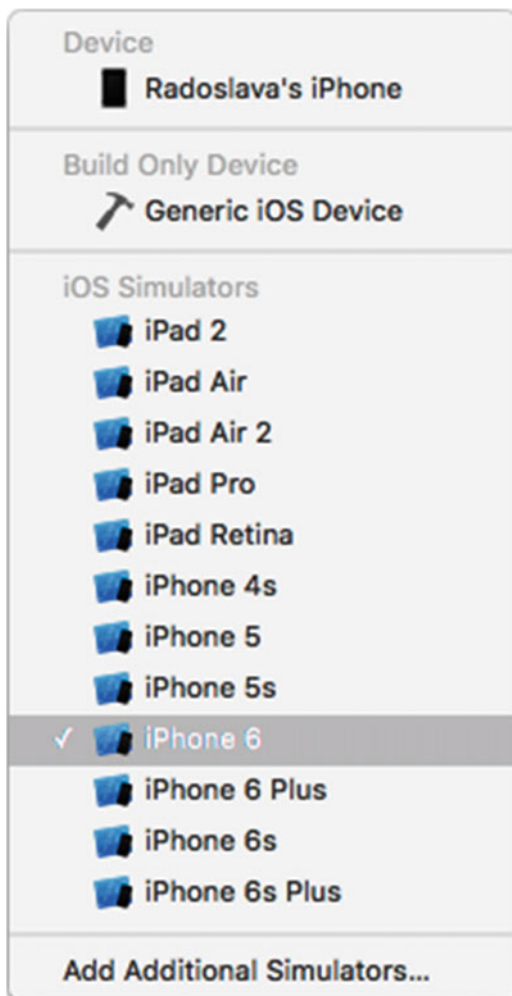 Device
Radoslava's iPhone
Build Only Device
Generic iOS Device
iOS Simulators
iPad 2
iPad Air
iPad Air 2
iPad Pro
iPad Retina
iPhone 4s
iPhone 5
iPhone 5s
✓ iPhone 6
iPhone 6 Plus
iPhone 6s
iPhone 6s Plus
Add Additional Simulators...